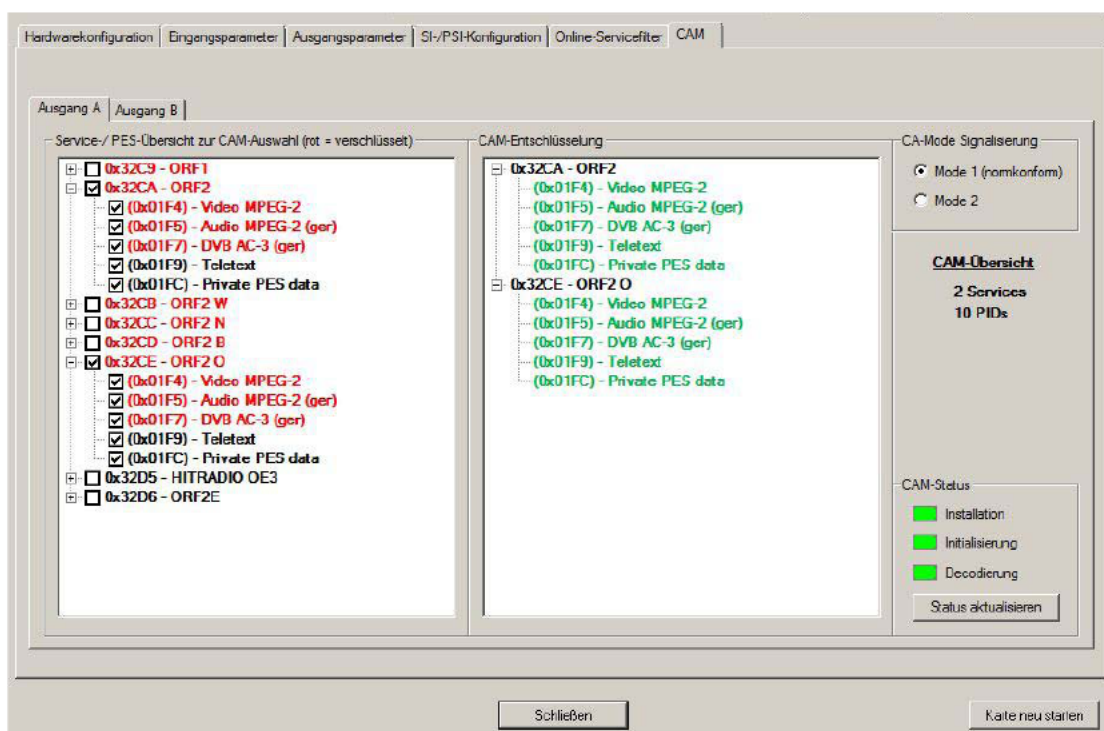 Hardwarekonfiguration
Eingangsparameter
Ausgangsparameter
SI-/PSI-Konfiguration
Online-Servicefilter
CAM
Ausgang A
Ausgang B
Service-/ PES-Übersicht zur CAM-Auswahl (rot = verschlüsselt)
0x32C9 - ORF1
0x32CA - ORF2
(0x01F4) - Video MPEG-2
(0x01F5) - Audio MPEG-2 (ger)
(0x01F7) - DVB AC-3 (ger)
(0x01F9) - Teletext
(0x01FC) - Private PES data
0x32CB - ORF2 W
0x32CC - ORF2 N
0x32CD - ORF2 B
0x32CE - ORF2 O
(0x01F4) - Video MPEG-2
(0x01F5) - Audio MPEG-2 (ger)
(0x01F7) - DVB AC-3 (ger)
(0x01F9) - Teletext
(0x01FC) - Private PES data
0x32D5 - HITRADIO OE3
0x32D6 - ORF2E
CAM-Entschlüsselung
0x32CA - ORF2
(0x01F4) - Video MPEG-2
(0x01F5) - Audio MPEG-2 (ger)
(0x01F7) - DVB AC-3 (ger)
(0x01F9) - Teletext
(0x01FC) - Private PES data
0x32CE - ORF2 O
(0x01F4) - Video MPEG-2
(0x01F5) - Audio MPEG-2 (ger)
(0x01F7) - DVB AC-3 (ger)
(0x01F9) - Teletext
(0x01FC) - Private PES data
CA-Mode Signalisierung
Mode 1 (normkonform)
Mode 2
CAM-Übersicht
2 Services
10 PIDs
CAM-Status
Installation
Initialisierung
Decodierung
Status aktualisieren
Schließen
Karte neu starten